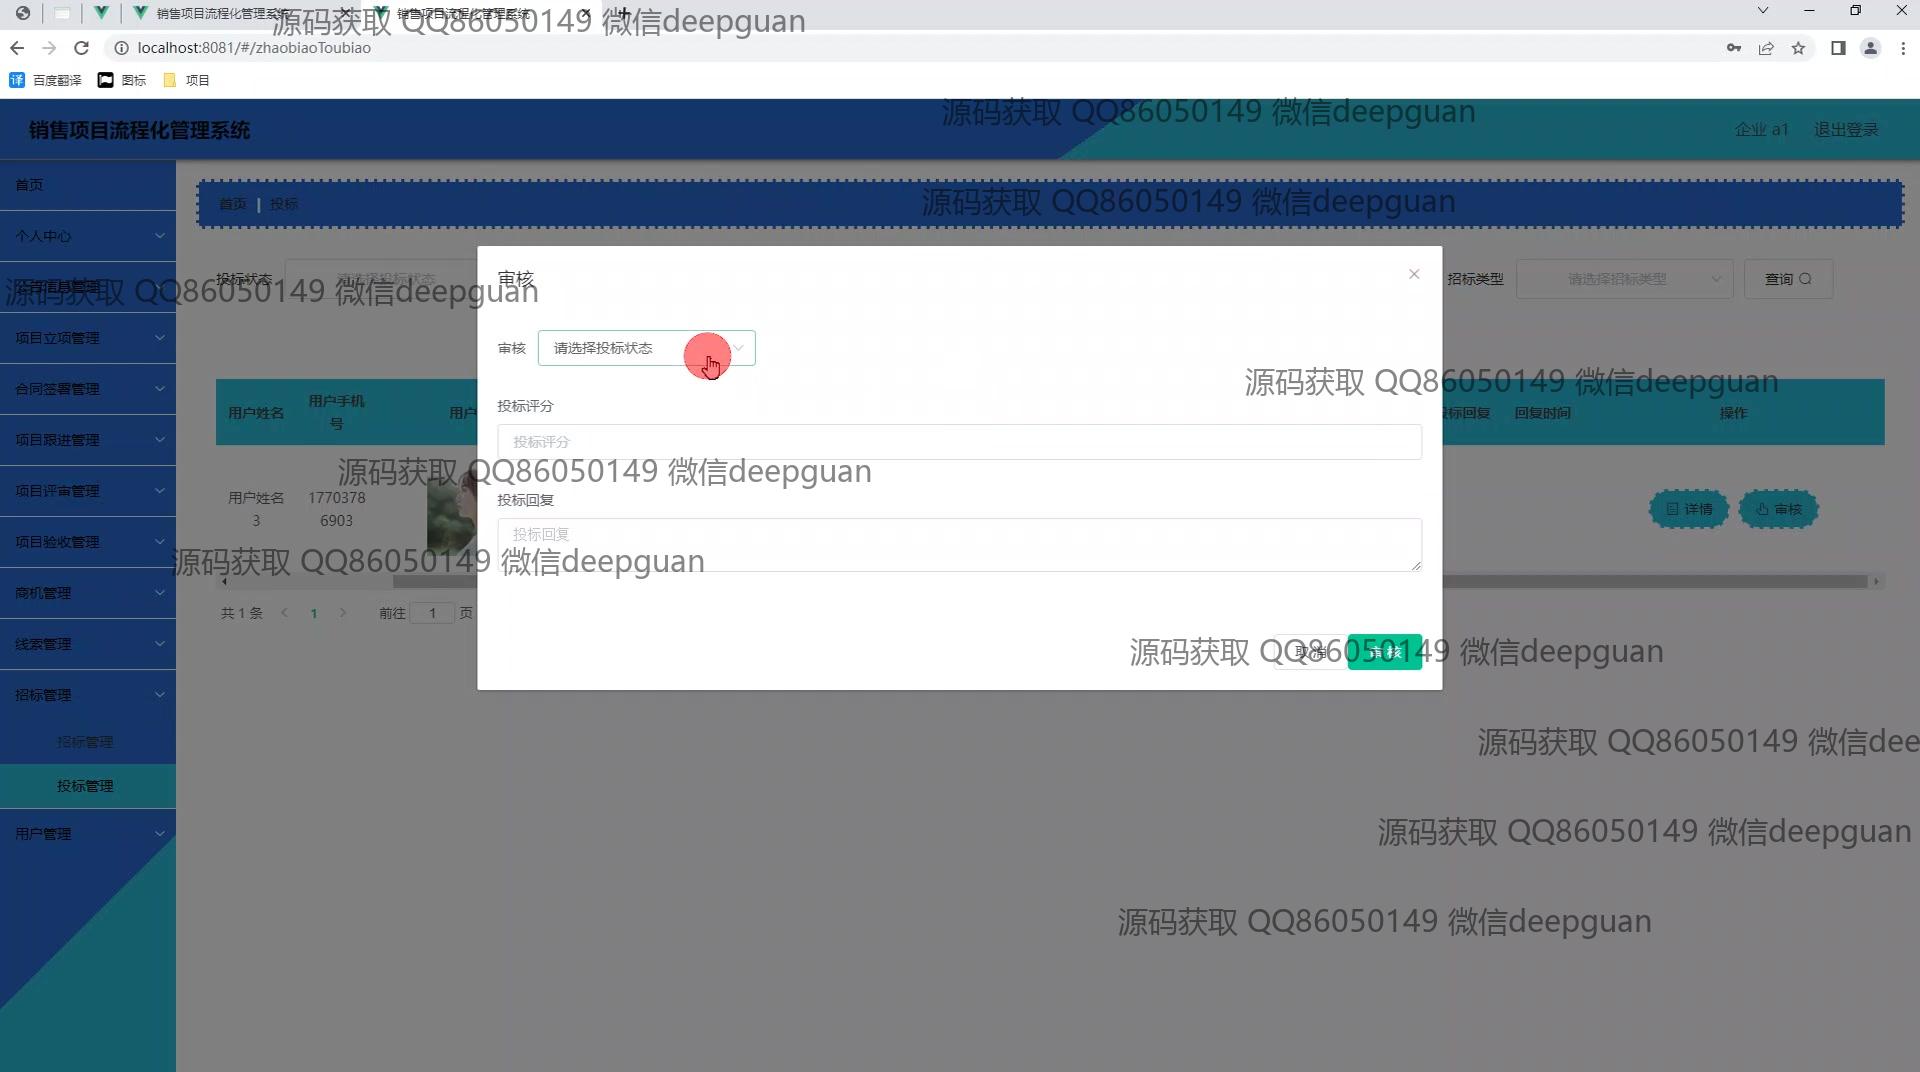 销售项目流程化管理系统
销售项目流程化管理系统
源码获取 QQ86050149 微信deepguan
localhost:8081/#/zhaobiaoToubiao
译 百度翻译 图标 项目
源码获取 QQ86050149 微信deepguan
销售项目流程化管理系统
企业 a1 退出登录
首页
首页 | 投标
源码获取 QQ86050149 微信deepguan
个人中心
审核
投标状态 请选择投标状态
招标类型 请选择招标类型 查询
源码获取 QQ86050149 微信deepguan
项目立项管理
审核 请选择投标状态
合同签署管理
源码获取 QQ86050149 微信deepguan
用户姓名 用户手机号 用户
投标评分
投标回复 回复时间 操作
项目跟进管理
投标评分
源码获取 QQ86050149 微信deepguan
项目评审管理
用户姓名3 17703786903
投标回复
详情 审核
投标回复
项目验收管理
源码获取 QQ86050149 微信deepguan
商机管理
共 1 条 1 前往 1 页
线索管理
取消 审 核
源码获取 QQ86050149 微信deepguan
招标管理
招标管理
源码获取 QQ86050149 微信dee
投标管理
用户管理
源码获取 QQ86050149 微信deepguan
源码获取 QQ86050149 微信deepguan